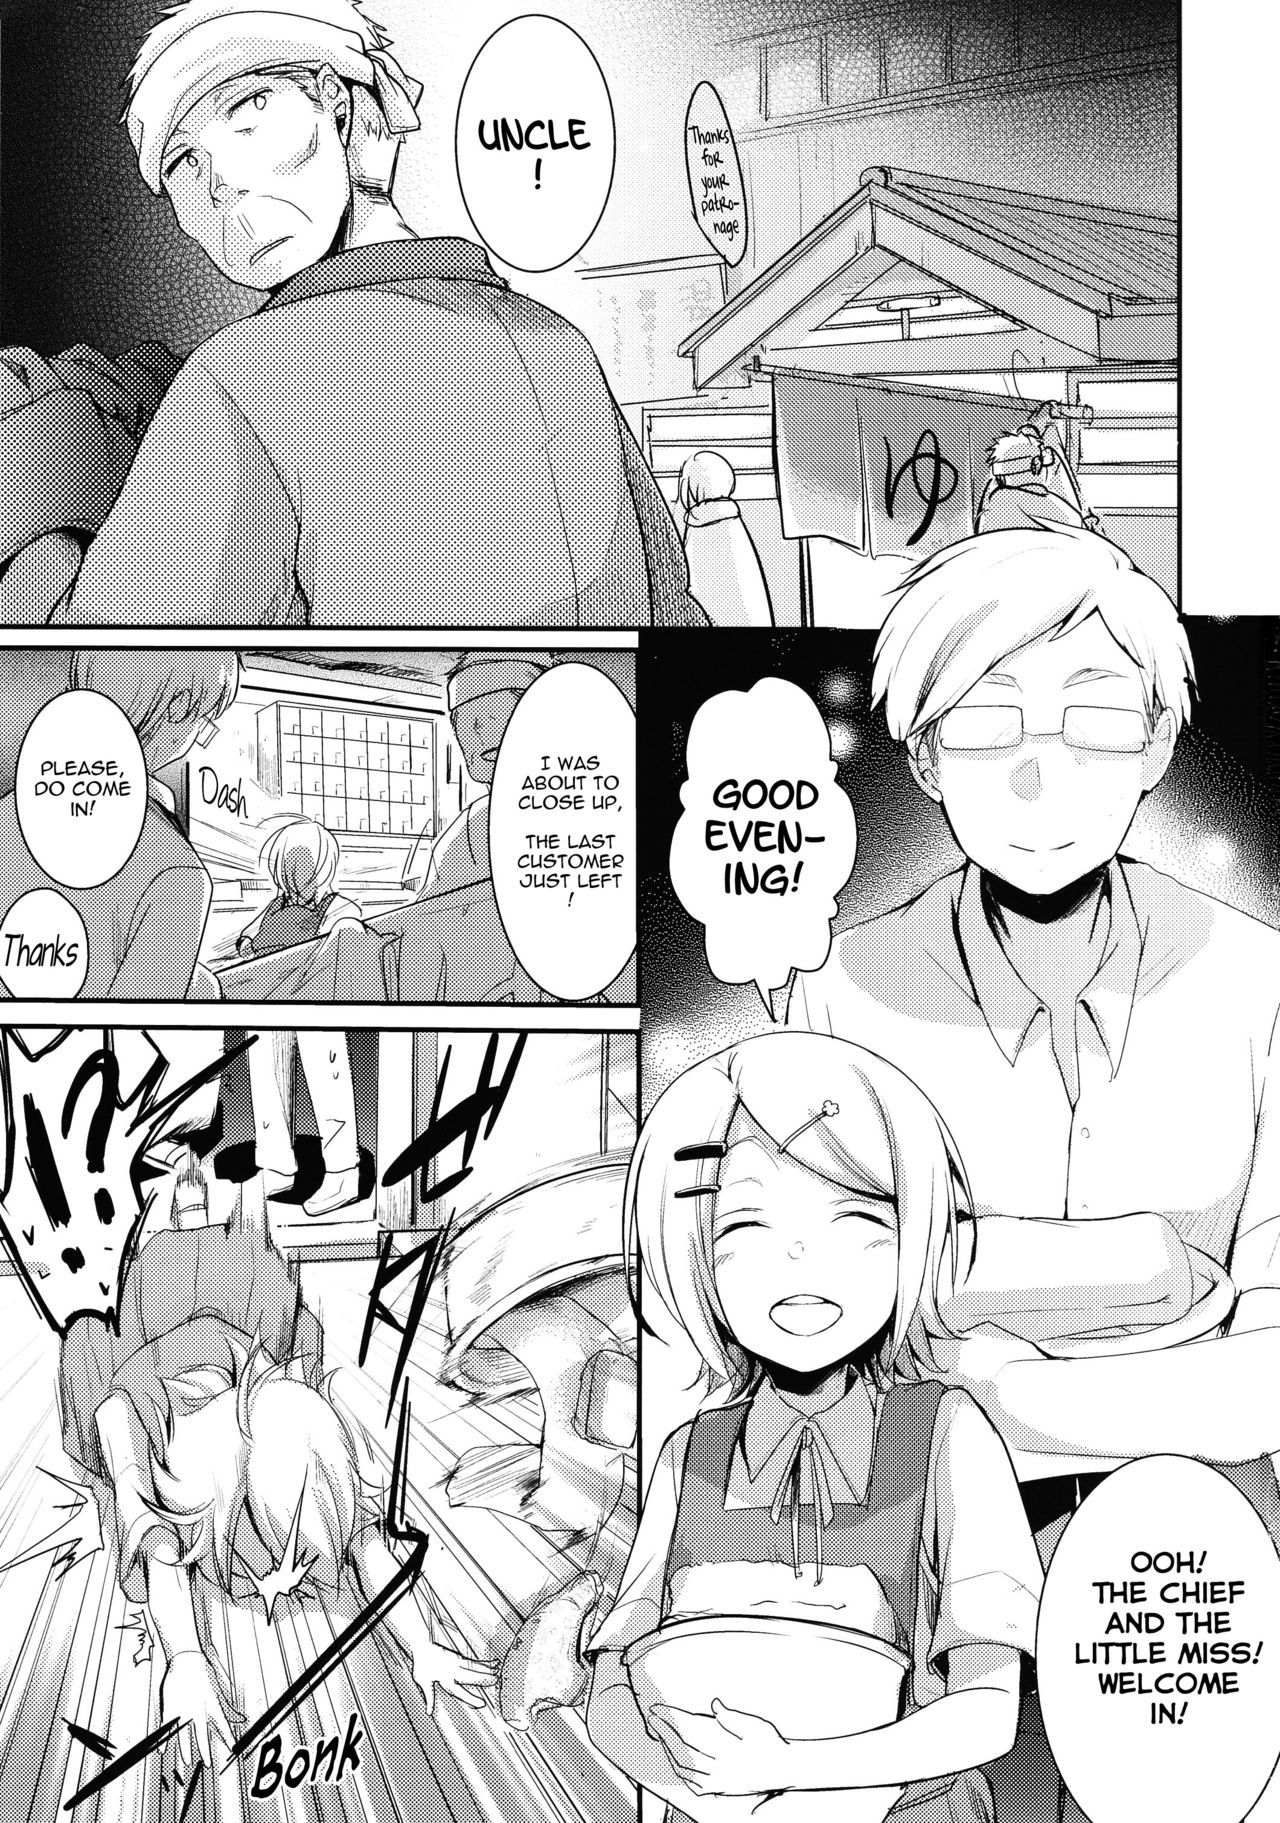 Thanks
for
your
patro-
nage
ゆ
UNCLE
!
GOOD
EVEN-
ING!
OOH!
THE CHIEF
AND THE
LITTLE MISS!
WELCOME
IN!
I WAS
ABOUT TO
CLOSE UP,
THE LAST
CUSTOMER
JUST LEFT
!
Dash
PLEASE,
DO COME
IN!
Thanks
!?
Bonk